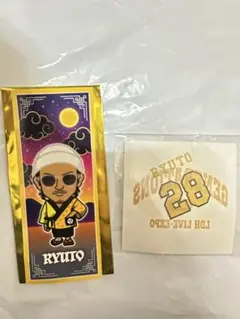 RYUTO
RYUTO
GENERATIONS
28
LDH LIVE-EXPO